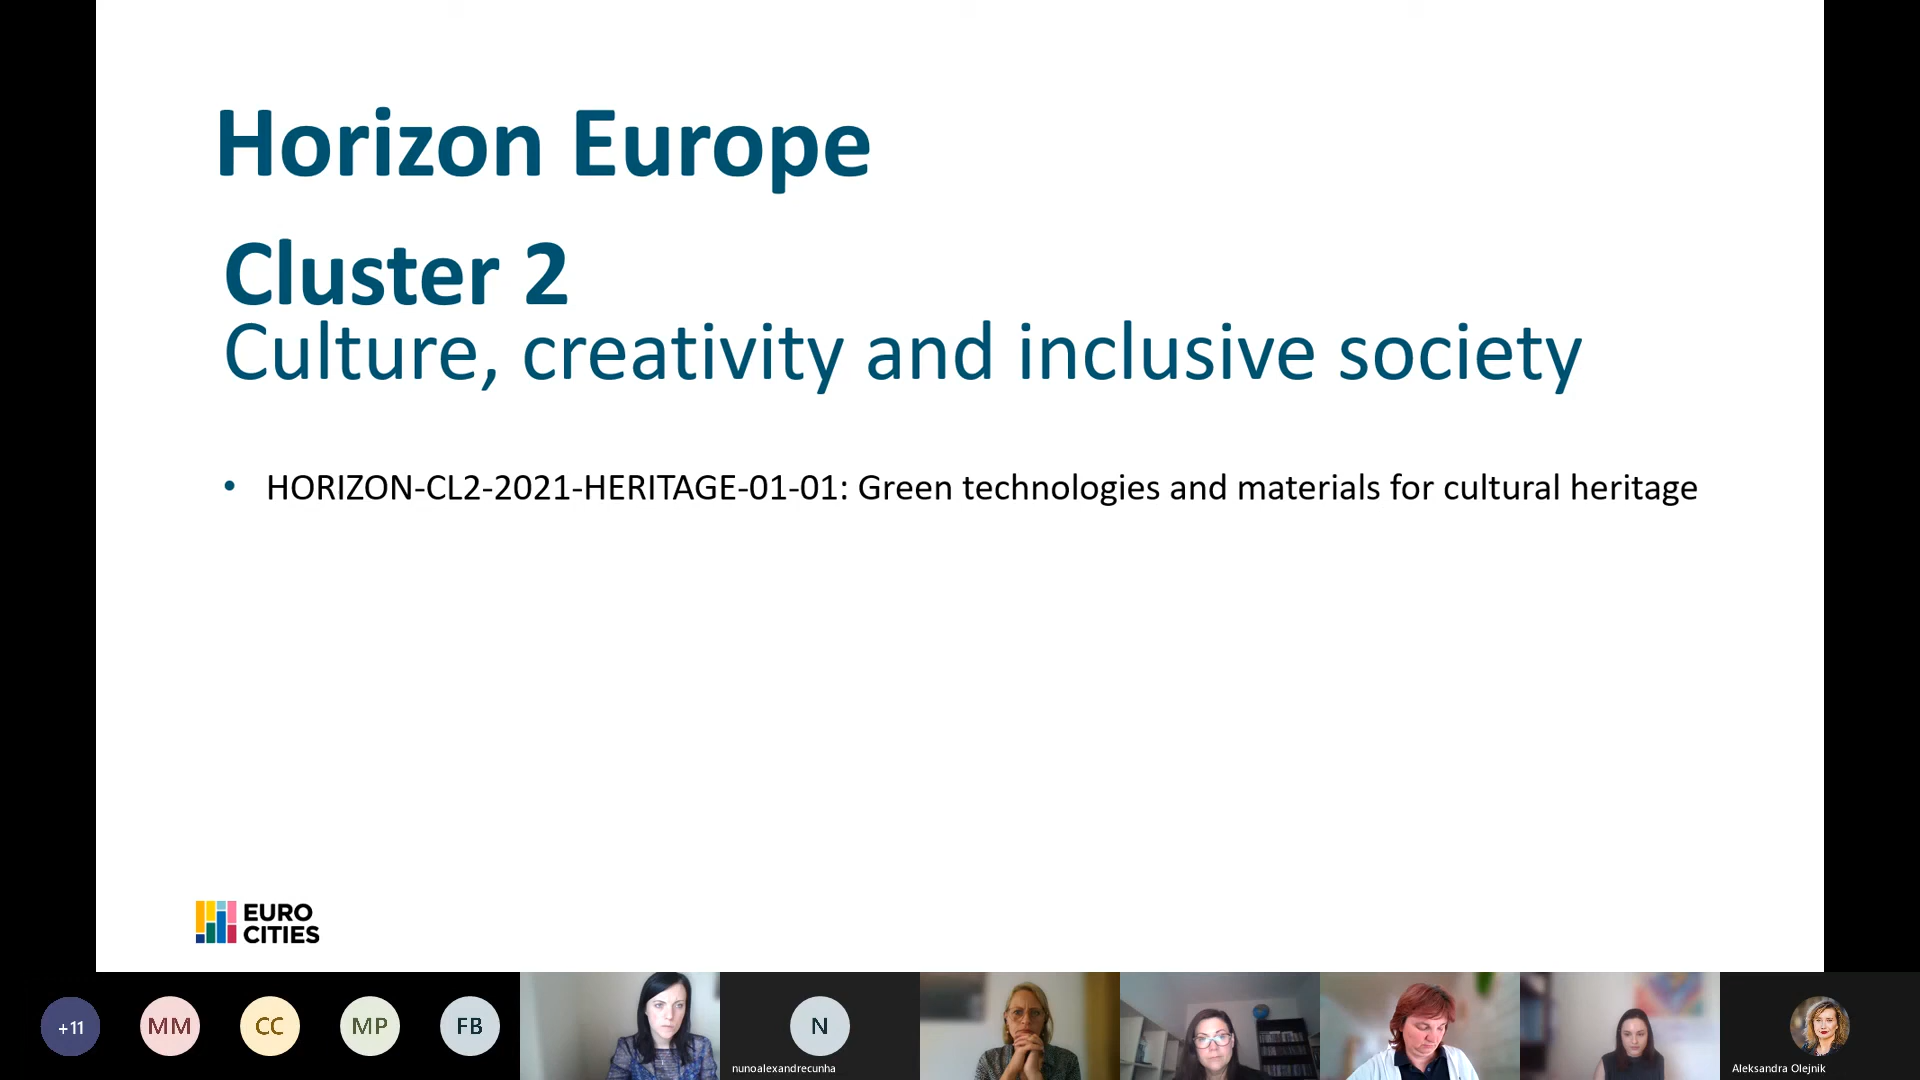 Horizon Europe
Cluster 2
Culture, creativity and inclusive society
• HORIZON-CL2-2021-HERITAGE-01-01: Green technologies and materials for cultural heritage
EURO
CITIES
+11
MM
CC
MP
FB
N
nunoalexandrecunha
Aleksandra Olejnik